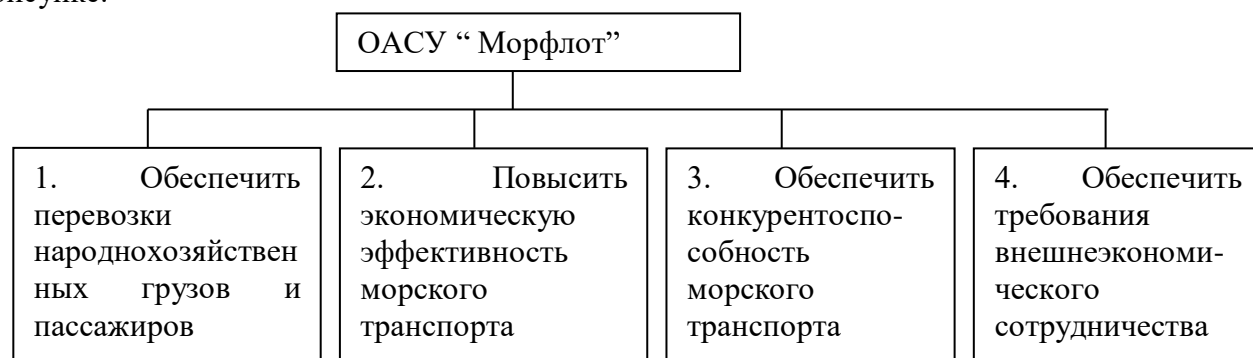 ОАСУ “ Морфлот”
1. Обеспечить
перевозки
народнохозяйствен
ных грузов и
пассажиров
2. Повысить
экономическую
эффективность
морского
транспорта
3. Обеспечить
конкурентоспо-
собность
морского
транспорта
4. Обеспечить
требования
внешнеэкономи-
ческого
сотрудничества